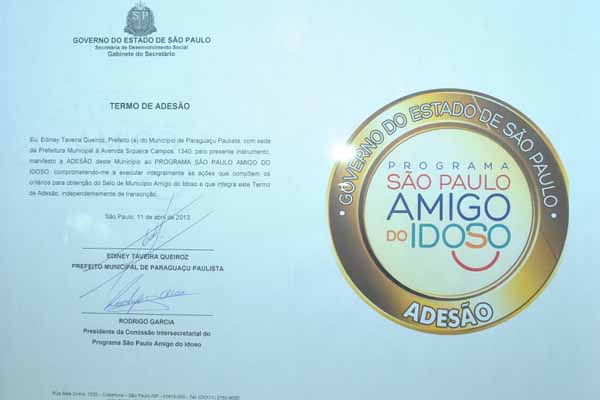 GOVERNO DO ESTADO DE SÃO PAULO
Secretaria de Desenvolvimento Social
Gabinete do Secretário
TERMO DE ADESÃO
Eu, Ediney Taveira Queiroz, Prefeito (a) do Município de Paraguaçu Paulista, com sede
da Prefeitura Municipal à Avenida Siqueira Campos, 1340, pelo presente instrumento,
manifesto a ADESÃO deste Município ao PROGRAMA SÃO PAULO AMIGO DO
IDOSO, comprometendo-me a executar integralmente as ações que compõem os
critérios para obtenção do Selo de Município Amigo do Idoso e que integra este Termo
de Adesão, independentemente de transcrição.
São Paulo, 11 de abril de 2013.
EDINEY TAVEIRA QUEIROZ
PREFEITO MUNICIPAL DE PARAGUAÇU PAULISTA
RODRIGO GARCIA
Presidente da Comissão Intersecretarial do
Programa São Paulo Amigo do Idoso
GOVERNO DO ESTADO DE SÃO PAULO
PROGRAMA
SÃO PAULO
AMIGO
DO IDOSO
ADESÃO